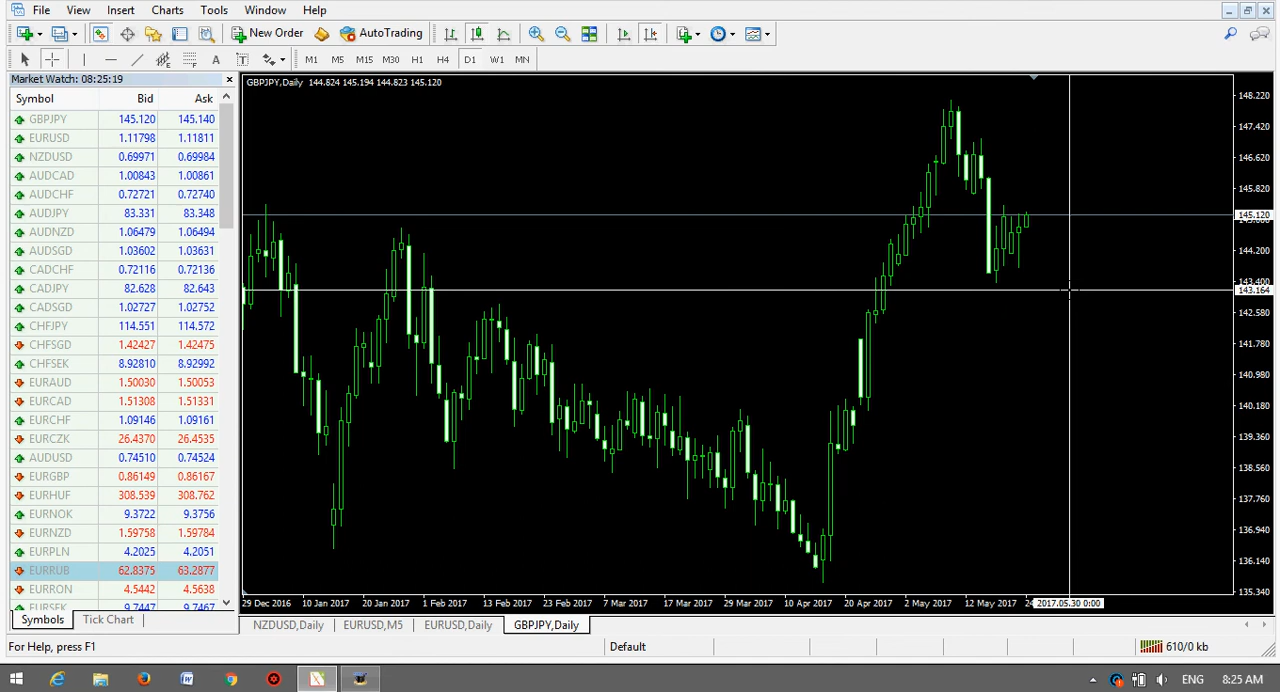 File View Insert Charts Tools Window Help
New Order AutoTrading
M1 M5 M15 M30 H1 H4 D1 W1 MN
Market Watch: 08:25:19
Symbol Bid Ask
GBPJPY 145.120 145.140
EURUSD 1.11798 1.11811
NZDUSD 0.69971 0.69984
AUDCAD 1.00843 1.00861
AUDCHF 0.72721 0.72740
AUDJPY 83.331 83.348
AUDNZD 1.06479 1.06494
AUDSGD 1.03602 1.03631
CADCHF 0.72116 0.72136
CADJPY 82.628 82.643
CADSGD 1.02727 1.02752
CHFJPY 114.551 114.572
CHFSGD 1.42427 1.42475
CHFSEK 8.92810 8.92992
EURAUD 1.50030 1.50053
EURCAD 1.51308 1.51331
EURCHF 1.09146 1.09161
EURCZK 26.4370 26.4535
AUDUSD 0.74510 0.74524
EURGBP 0.86149 0.86167
EURHUF 308.539 308.762
EURNOK 9.3722 9.3756
EURNZD 1.59758 1.59784
EURPLN 4.2025 4.2051
EURRUB 62.8375 63.2877
EURRON 4.5442 4.5638
EURSEK 9.7447 9.7467
Symbols Tick Chart
GBPJPY,Daily 144.824 145.194 144.823 145.120
148.220
147.420
146.620
145.820
145.120
144.200
143.400
143.164
142.580
141.780
140.980
140.180
139.360
138.560
137.760
136.940
136.140
135.340
29 Dec 2016 10 Jan 2017 20 Jan 2017 1 Feb 2017 13 Feb 2017 23 Feb 2017 7 Mar 2017 17 Mar 2017 29 Mar 2017 10 Apr 2017 20 Apr 2017 2 May 2017 12 May 2017 2017.05.30 0:00
NZDUSD,Daily EURUSD,M5 EURUSD,Daily GBPJPY,Daily
For Help, press F1 Default 610/0 kb
ENG 8:25 AM